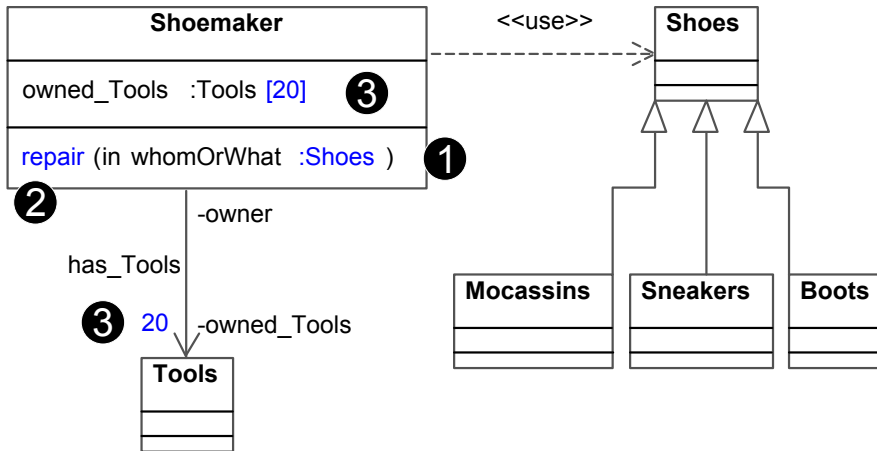 Shoemaker
<<use>>
Shoes
owned_Tools :Tools [20] 3
repair (in whomOrWhat :Shoes ) 1
2
-owner
has_Tools
3 20 -owned_Tools
Mocassins
Sneakers
Boots
Tools